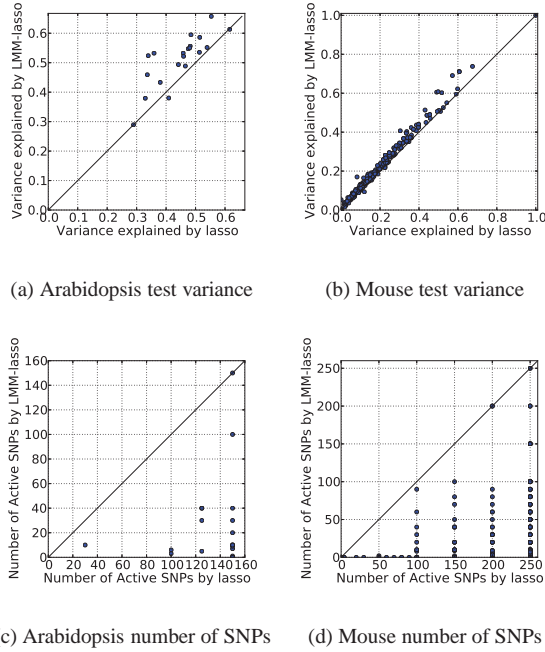 Variance explained by LMM-lasso
0.6
0.5
0.4
0.3
0.2
0.1
0.0
0.0 0.1 0.2 0.3 0.4 0.5 0.6
Variance explained by lasso
(a) Arabidopsis test variance
Variance explained by LMM-lasso
1.0
0.8
0.6
0.4
0.2
0.0
0.0 0.2 0.4 0.6 0.8 1.0
Variance explained by lasso
(b) Mouse test variance
Number of Active SNPs by LMM-lasso
160
140
120
100
80
60
40
20
0
0 20 40 60 80 100 120 140 160
Number of Active SNPs by lasso
c) Arabidopsis number of SNPs
Number of Active SNPs by LMM-lasso
250
200
150
100
50
0
0 50 100 150 200 250
Number of Active SNPs by lasso
(d) Mouse number of SNPs